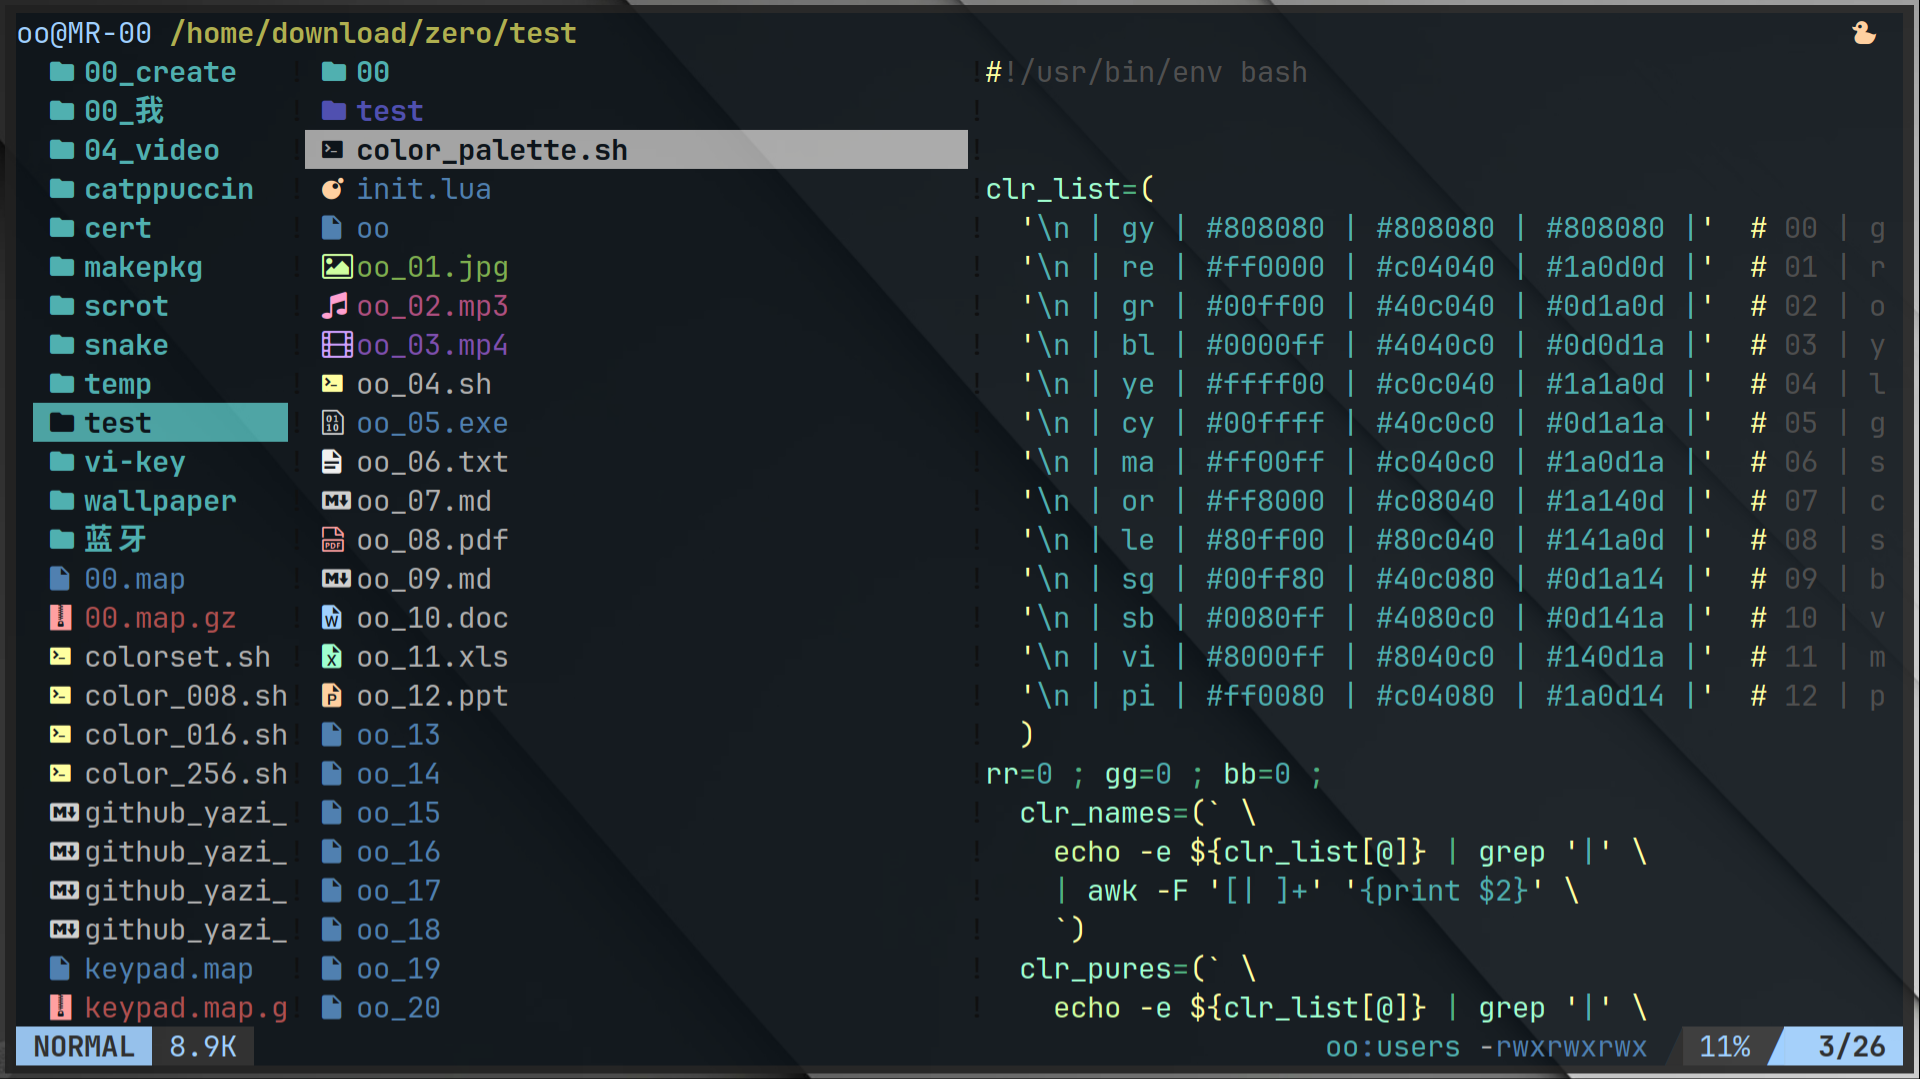 oo@MR-00 /home/download/zero/test
00_create
00_我
04_video
catppuccin
cert
makepkg
scrot
snake
temp
test
vi-key
wallpaper
蓝牙
00.map
00.map.gz
colorset.sh
color_008.sh
color_016.sh
color_256.sh
github_yazi_
github_yazi_
github_yazi_
github_yazi_
keypad.map
keypad.map.g
00
test
color_palette.sh
init.lua
oo
oo_01.jpg
oo_02.mp3
oo_03.mp4
oo_04.sh
oo_05.exe
oo_06.txt
oo_07.md
oo_08.pdf
oo_09.md
oo_10.doc
oo_11.xls
oo_12.ppt
oo_13
oo_14
oo_15
oo_16
oo_17
oo_18
oo_19
oo_20
#!/usr/bin/env bash
clr_list=(
'\n | gy | #808080 | #808080 | #808080 |'  # 00 | g
'\n | re | #ff0000 | #c04040 | #1a0d0d |'  # 01 | r
'\n | gr | #00ff00 | #40c040 | #0d1a0d |'  # 02 | o
'\n | bl | #0000ff | #4040c0 | #0d0d1a |'  # 03 | y
'\n | ye | #ffff00 | #c0c040 | #1a1a0d |'  # 04 | l
'\n | cy | #00ffff | #40c0c0 | #0d1a1a |'  # 05 | g
'\n | ma | #ff00ff | #c040c0 | #1a0d1a |'  # 06 | s
'\n | or | #ff8000 | #c08040 | #1a140d |'  # 07 | c
'\n | le | #80ff00 | #80c040 | #141a0d |'  # 08 | s
'\n | sg | #00ff80 | #40c080 | #0d1a14 |'  # 09 | b
'\n | sb | #0080ff | #4080c0 | #0d141a |'  # 10 | v
'\n | vi | #8000ff | #8040c0 | #140d1a |'  # 11 | m
'\n | pi | #ff0080 | #c04080 | #1a0d14 |'  # 12 | p
)
rr=0 ; gg=0 ; bb=0 ;
clr_names=(` \
echo -e ${clr_list[@]} | grep '|' \
| awk -F '[| ]+' '{print $2}' \
`)
clr_pures=(` \
echo -e ${clr_list[@]} | grep '|' \
NORMAL 8.9K
oo:users -rwxrwxrwx 11% 3/26